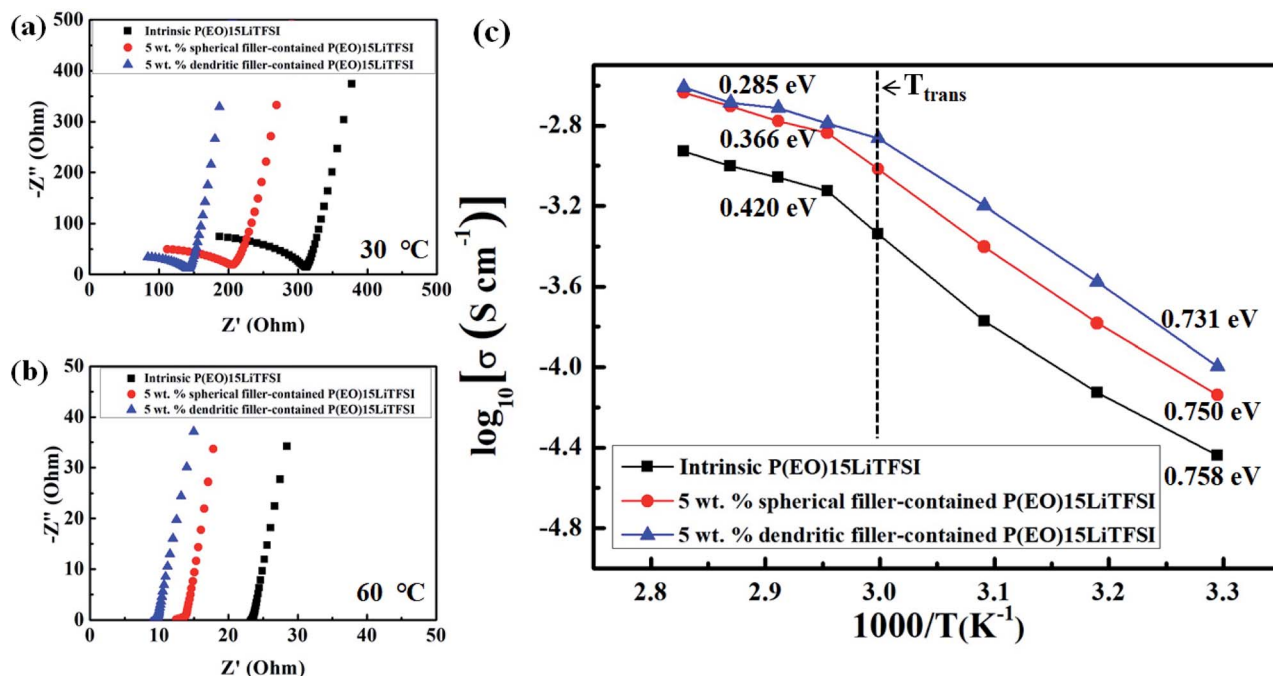 (a)
500
400
300
200
100
0
-Z" (Ohm)
Intrinsic P(EO)15LiTFSI
5 wt. % spherical filler-contained P(EO)15LiTFSI
5 wt. % dendritic filler-contained P(EO)15LiTFSI
30 °C
0 100 200 300 400 500
Z' (Ohm)
(b)
50
40
30
20
10
0
-Z" (Ohm)
Intrinsic P(EO)15LiTFSI
5 wt. % spherical filler-contained P(EO)15LiTFSI
5 wt. % dendritic filler-contained P(EO)15LiTFSI
60 °C
0 10 20 30 40 50
Z' (Ohm)
(c)
-2.8
-3.2
-3.6
-4.0
-4.4
-4.8
log10[σ (S cm-1)]
0.285 eV
0.366 eV
0.420 eV
Ttrans
0.731 eV
0.750 eV
0.758 eV
Intrinsic P(EO)15LiTFSI
5 wt. % spherical filler-contained P(EO)15LiTFSI
5 wt. % dendritic filler-contained P(EO)15LiTFSI
2.8 2.9 3.0 3.1 3.2 3.3
1000/T(K-1)